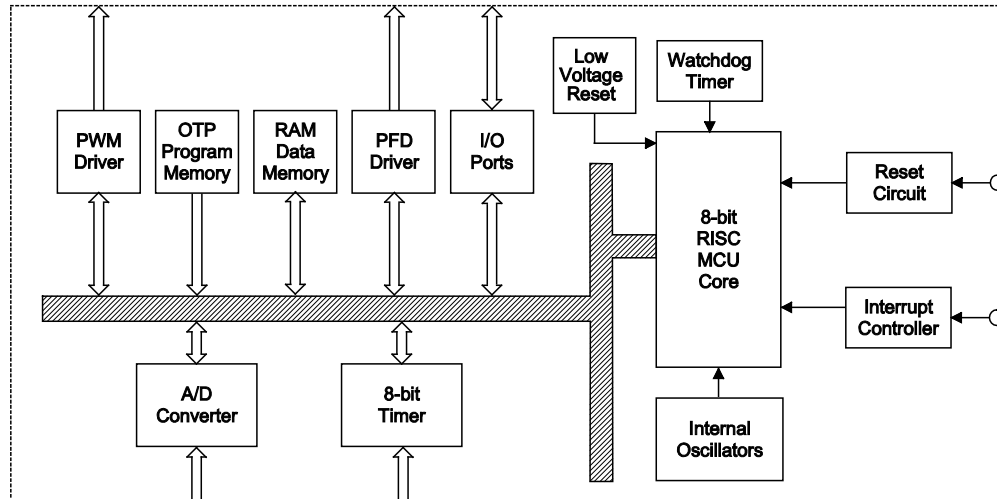 Low
Voltage
Reset
Watchdog
Timer
PWM
Driver
OTP
Program
Memory
RAM
Data
Memory
PFD
Driver
I/O
Ports
8-bit
RISC
MCU
Core
Reset
Circuit
Interrupt
Controller
A/D
Converter
8-bit
Timer
Internal
Oscillators